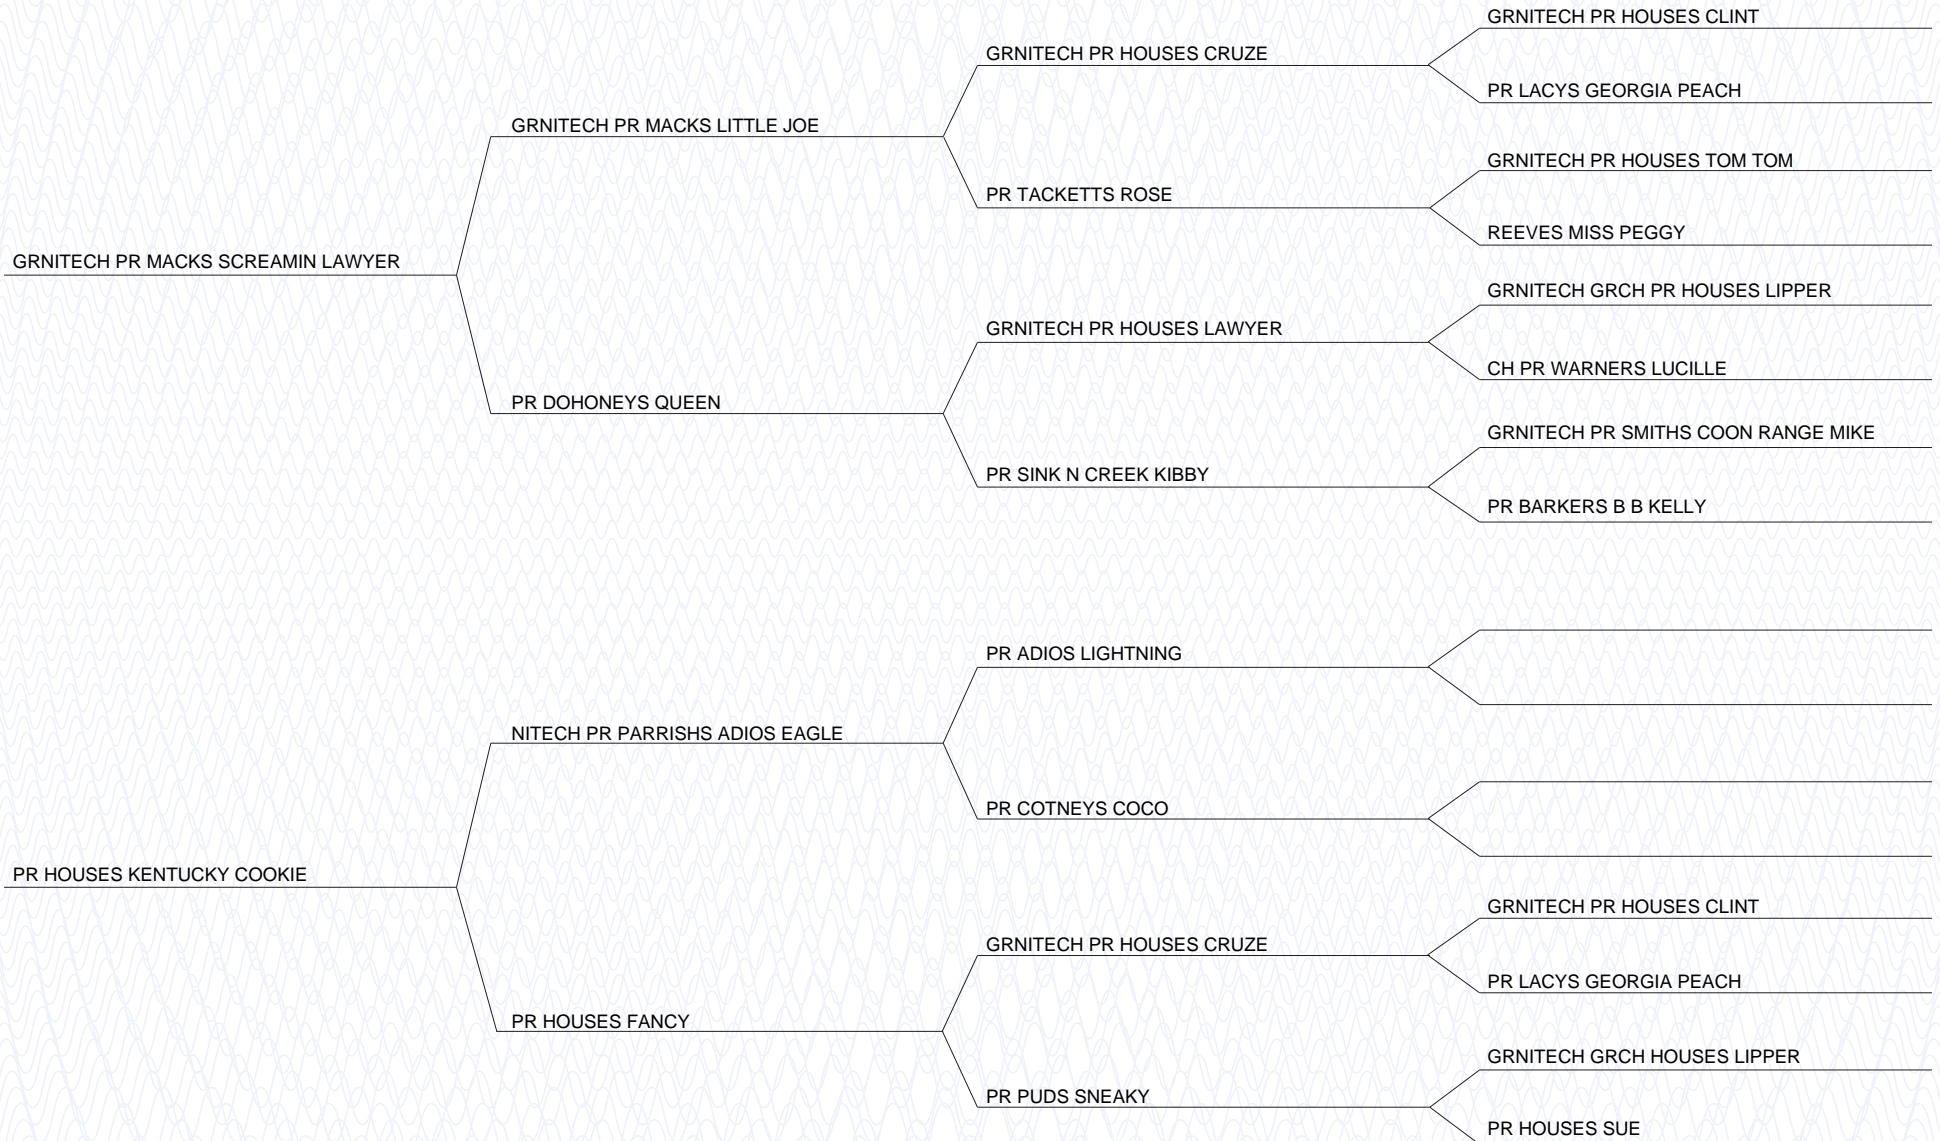 GRNITECH PR HOUSES CLINT
GRNITECH PR HOUSES CRUZE
PR LACYS GEORGIA PEACH
GRNITECH PR MACKS LITTLE JOE
GRNITECH PR HOUSES TOM TOM
PR TACKETTS ROSE
REEVES MISS PEGGY
GRNITECH PR MACKS SCREAMIN LAWYER
GRNITECH GRCH PR HOUSES LIPPER
GRNITECH PR HOUSES LAWYER
CH PR WARNERS LUCILLE
PR DOHONEYS QUEEN
GRNITECH PR SMITHS COON RANGE MIKE
PR SINK N CREEK KIBBY
PR BARKERS B B KELLY
PR ADIOS LIGHTNING
NITECH PR PARRISHS ADIOS EAGLE
PR COTNEYS COCO
PR HOUSES KENTUCKY COOKIE
GRNITECH PR HOUSES CLINT
GRNITECH PR HOUSES CRUZE
PR LACYS GEORGIA PEACH
PR HOUSES FANCY
GRNITECH GRCH HOUSES LIPPER
PR PUDS SNEAKY
PR HOUSES SUE